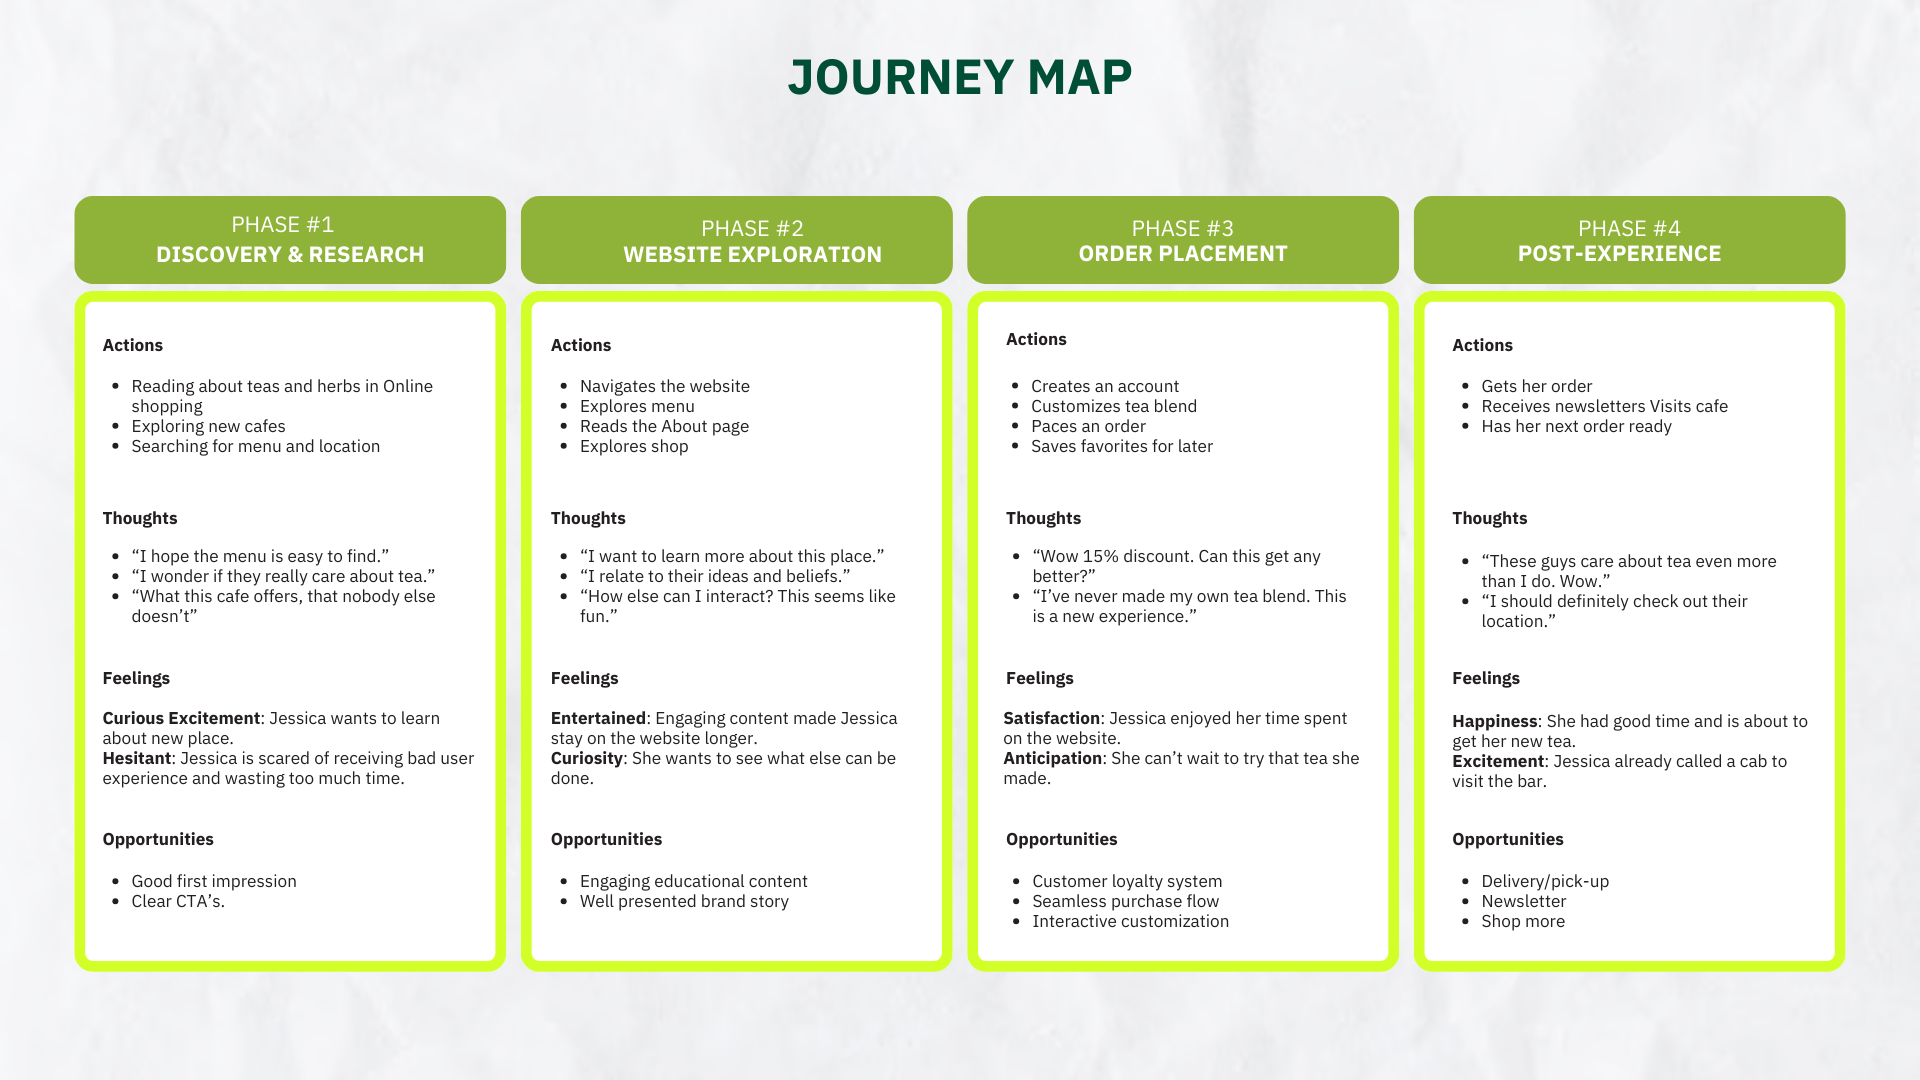 JOURNEY MAP
PHASE #1
DISCOVERY & RESEARCH
Actions
• Reading about teas and herbs in Online
shopping
• Exploring new cafes
• Searching for menu and location
Thoughts
• “I hope the menu is easy to find.”
• “I wonder if they really care about tea.”
• “What this cafe offers, that nobody else
doesn’t”
Feelings
Curious Excitement: Jessica wants to learn
about new place.
Hesitant: Jessica is scared of receiving bad user
experience and wasting too much time.
Opportunities
• Good first impression
• Clear CTA’s.
PHASE #2
WEBSITE EXPLORATION
Actions
• Navigates the website
• Explores menu
• Reads the About page
• Explores shop
Thoughts
• “I want to learn more about this place.”
• “I relate to their ideas and beliefs.”
• “How else can I interact? This seems like
fun.”
Feelings
Entertained: Engaging content made Jessica
stay on the website longer.
Curiosity: She wants to see what else can be
done.
Opportunities
• Engaging educational content
• Well presented brand story
PHASE #3
ORDER PLACEMENT
Actions
• Creates an account
• Customizes tea blend
• Paces an order
• Saves favorites for later
Thoughts
• “Wow 15% discount. Can this get any
better?”
• “I’ve never made my own tea blend. This
is a new experience.”
Feelings
Satisfaction: Jessica enjoyed her time spent
on the website.
Anticipation: She can’t wait to try that tea she
made.
Opportunities
• Customer loyalty system
• Seamless purchase flow
• Interactive customization
PHASE #4
POST-EXPERIENCE
Actions
• Gets her order
• Receives newsletters Visits cafe
• Has her next order ready
Thoughts
• “These guys care about tea even more
than I do. Wow.”
• “I should definitely check out their
location.”
Feelings
Happiness: She had good time and is about to
get her new tea.
Excitement: Jessica already called a cab to
visit the bar.
Opportunities
• Delivery/pick-up
• Newsletter
• Shop more